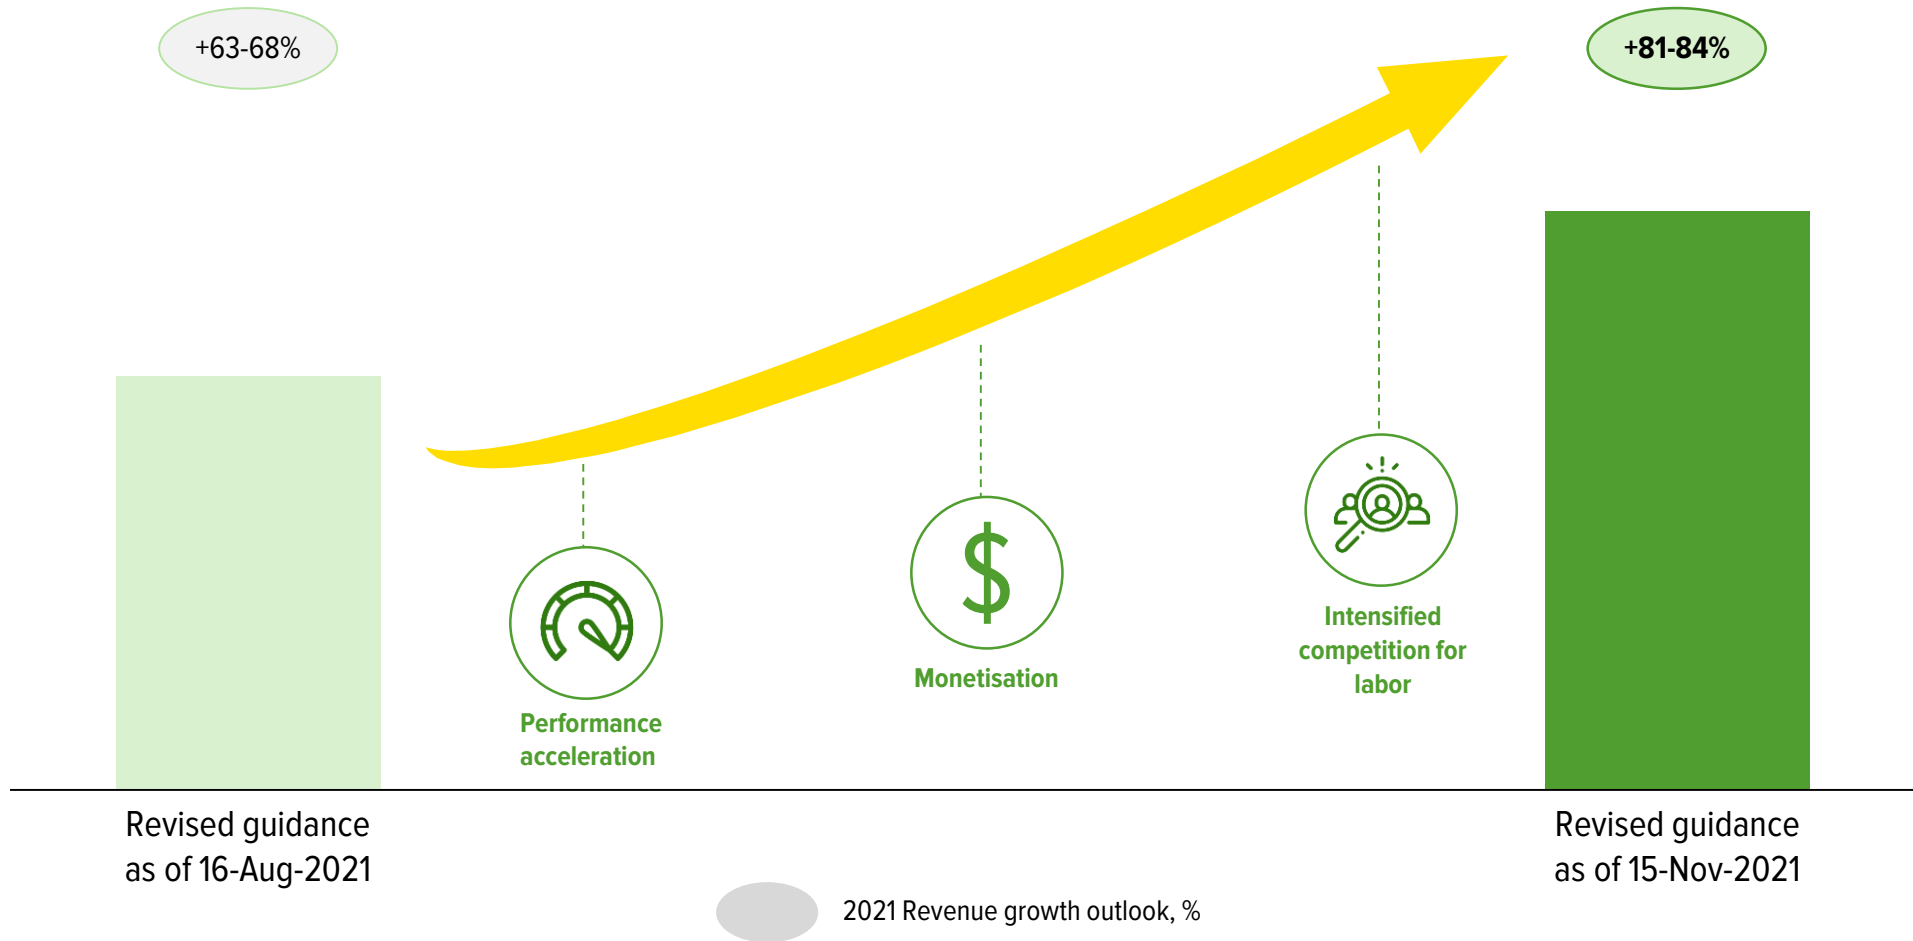 +63-68%
+81-84%
Performance
acceleration
$
Monetisation
Intensified
competition for
labor
Revised guidance
as of 16-Aug-2021
Revised guidance
as of 15-Nov-2021
2021 Revenue growth outlook, %